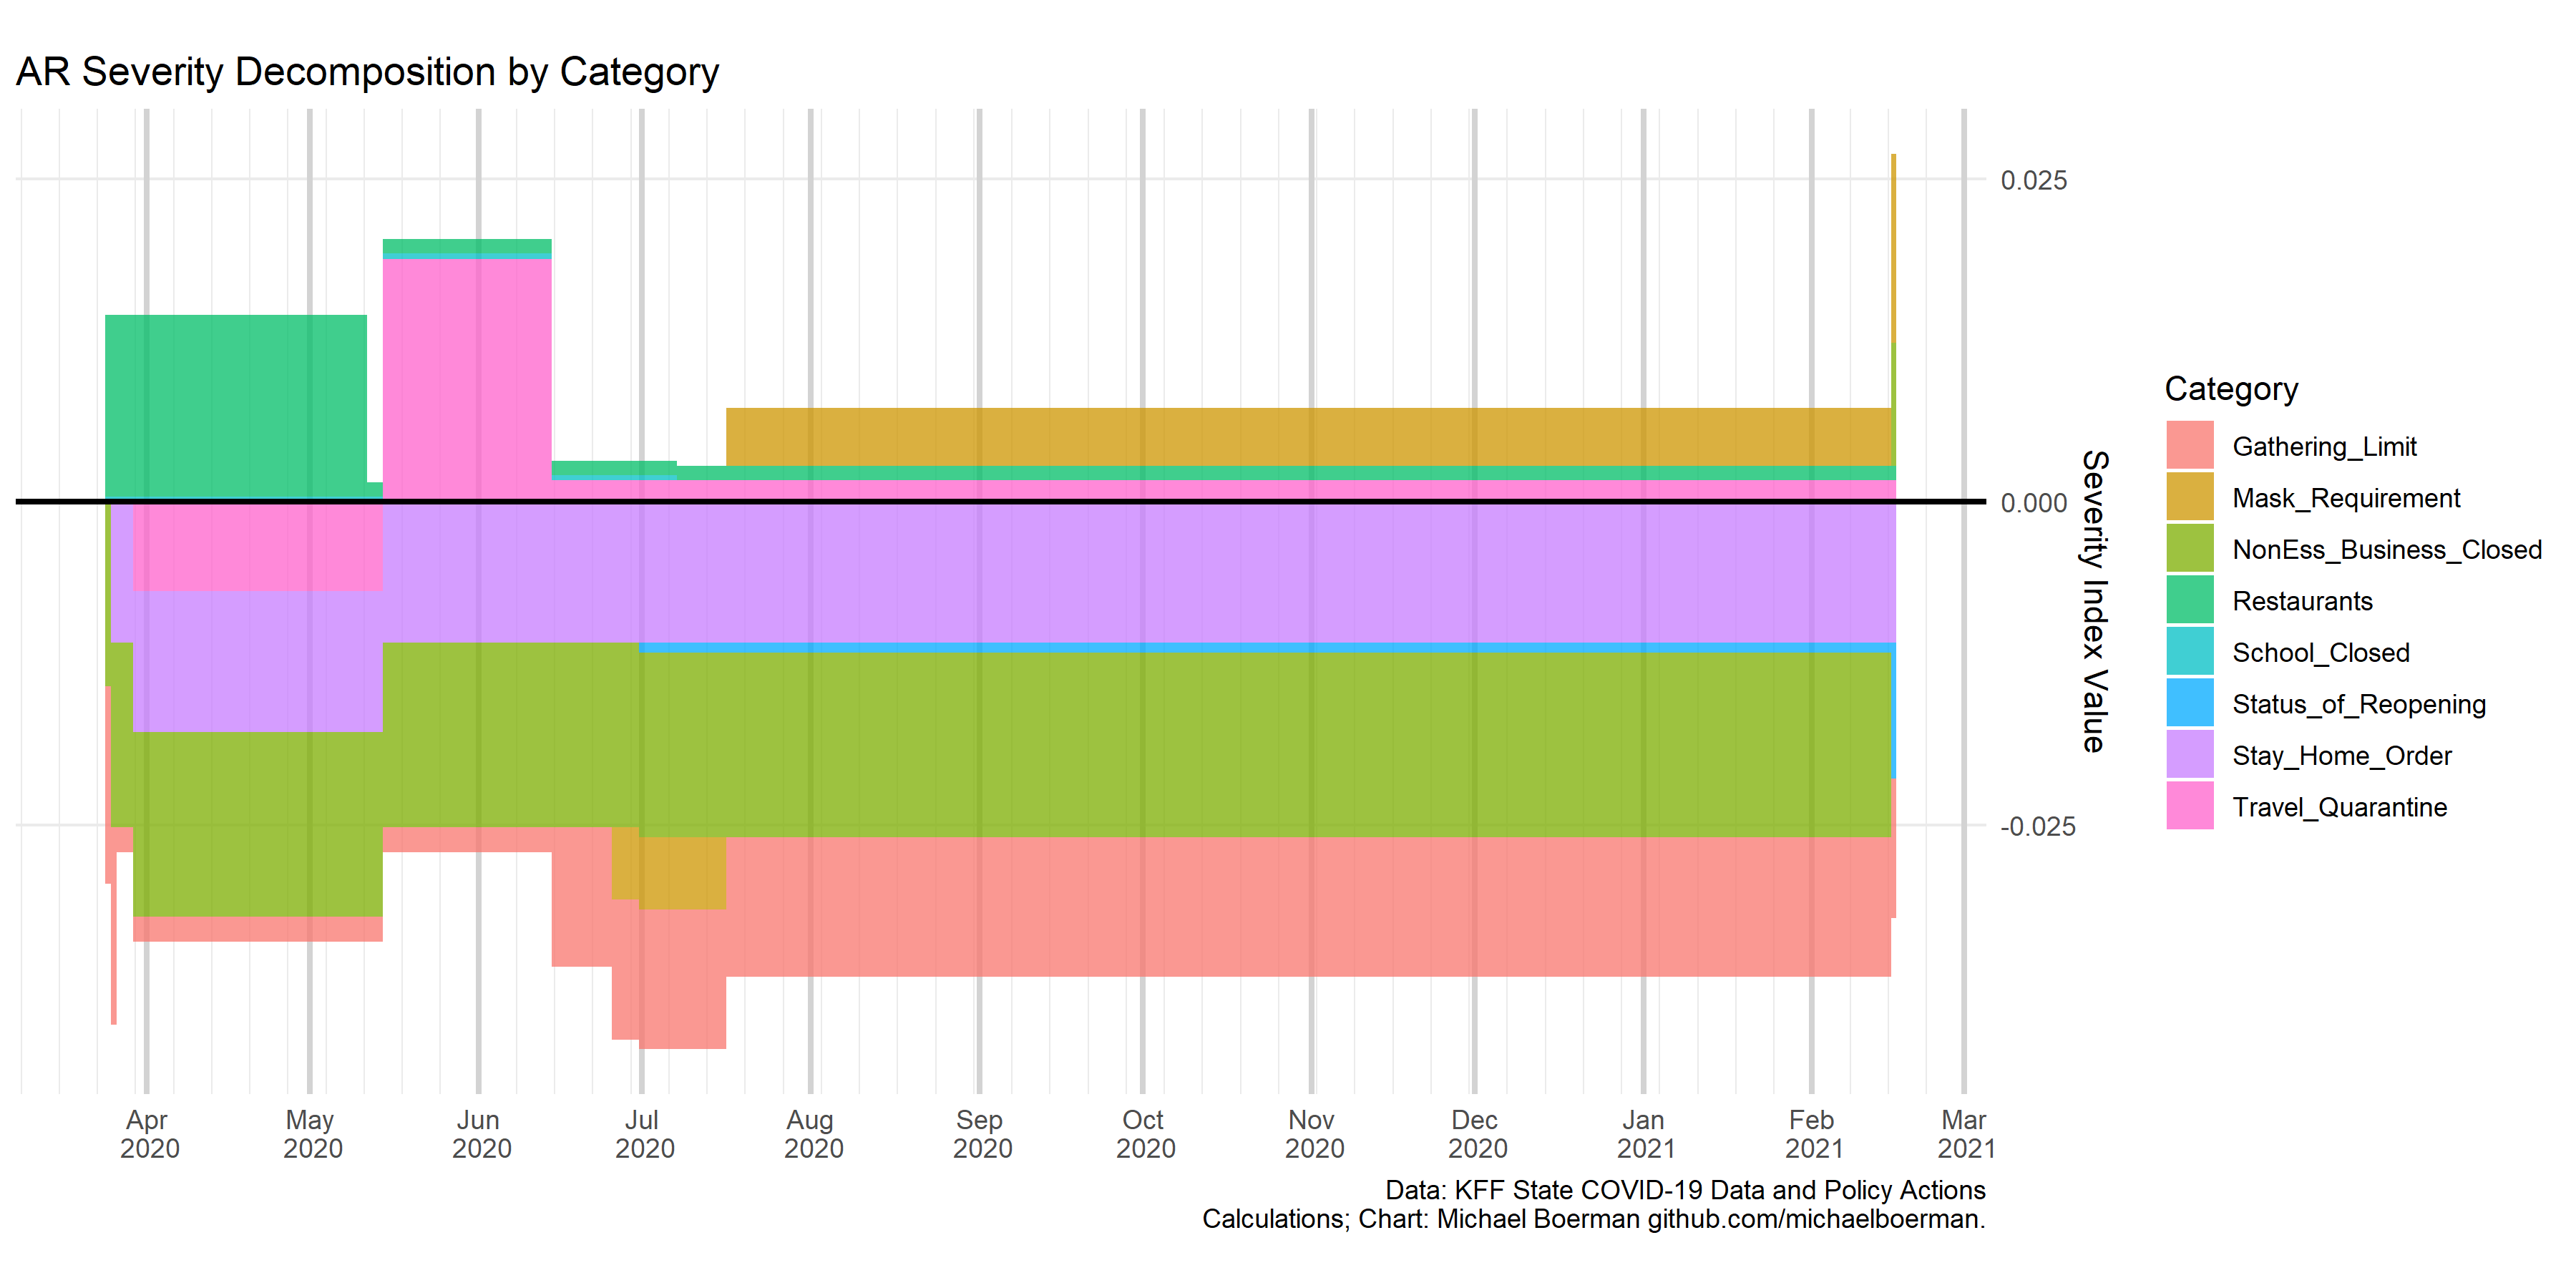 AR Severity Decomposition by Category
0.025
0.000
-0.025
Severity Index Value
Category
Gathering_Limit
Mask_Requirement
NonEss_Business_Closed
Restaurants
School_Closed
Status_of_Reopening
Stay_Home_Order
Travel_Quarantine
Apr May Jun Jul Aug Sep Oct Nov Dec Jan Feb Mar
2020 2020 2020 2020 2020 2020 2020 2020 2020 2021 2021 2021
Data: KFF State COVID-19 Data and Policy Actions
Calculations; Chart: Michael Boerman github.com/michaelboerman.